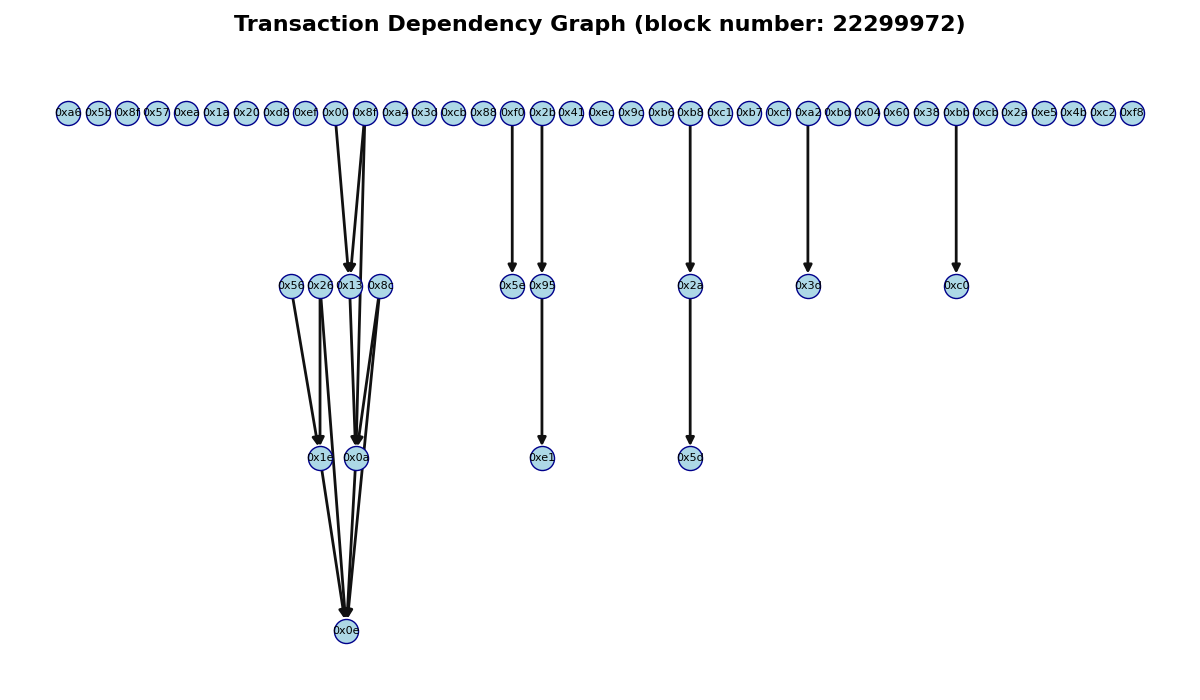 Transaction Dependency Graph (block number: 22299972)
0xa6 0x5b 0x8f 0x57 0xea 0x1a 0x20 0xd8 0xef 0x00 0x8f 0xa4 0x3d 0xcb 0x88 0xf0 0x2b 0x41 0xec 0x9c 0xb6 0xb8 0xc1 0xb7 0xcf 0xa2 0xbd 0x04 0x60 0x38 0xbb 0xcb 0x2a 0xe5 0x4b 0xc2 0xf8
0x56 0x26 0x13 0x8c 0x5e 0x95 0x2a 0x3d 0xc0
0x1e 0x0a 0xe1 0x5d
0x0e